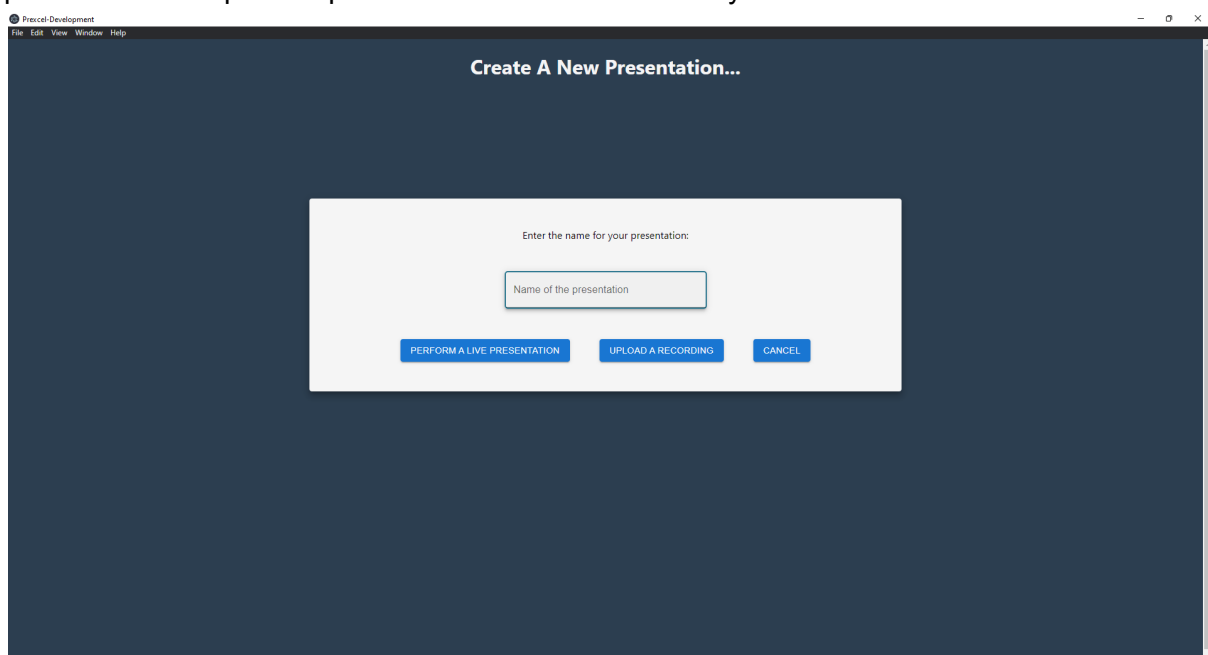 Prexcel-Development
File Edit View Window Help
Create A New Presentation...
Enter the name for your presentation:
Name of the presentation
PERFORM A LIVE PRESENTATION UPLOAD A RECORDING CANCEL